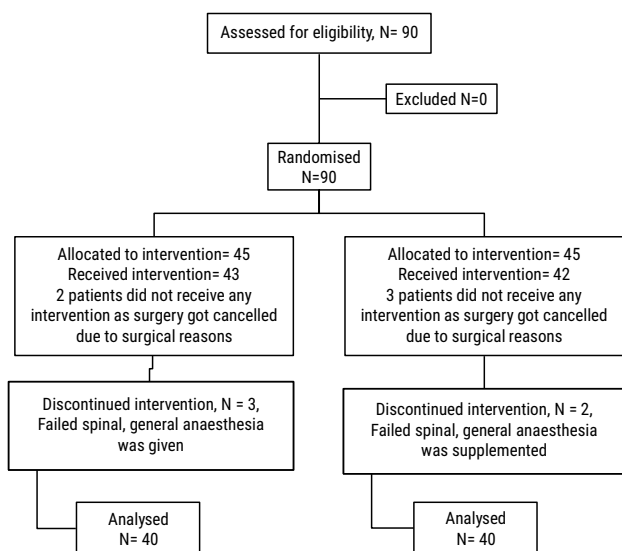 Assessed for eligibility, N= 90
Excluded N=0
Randomised
N=90
Allocated to intervention= 45
Received intervention= 43
2 patients did not receive any
intervention as surgery got cancelled
due to surgical reasons
Allocated to intervention= 45
Received intervention= 42
3 patients did not receive any
intervention as surgery got cancelled
due to surgical reasons
Discontinued intervention, N = 3,
Failed spinal, general anaesthesia
was given
Discontinued intervention, N = 2,
Failed spinal, general anaesthesia
was supplemented
Analysed
N= 40
Analysed
N= 40